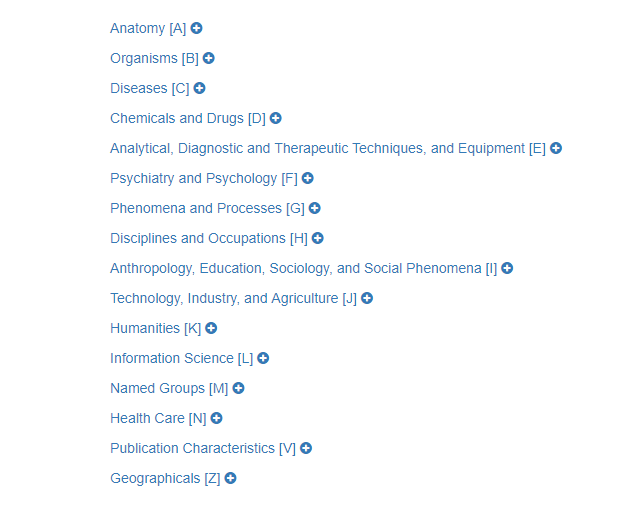 Anatomy [A]
Organisms [B]
Diseases [C]
Chemicals and Drugs [D]
Analytical, Diagnostic and Therapeutic Techniques, and Equipment [E]
Psychiatry and Psychology [F]
Phenomena and Processes [G]
Disciplines and Occupations [H]
Anthropology, Education, Sociology, and Social Phenomena [I]
Technology, Industry, and Agriculture [J]
Humanities [K]
Information Science [L]
Named Groups [M]
Health Care [N]
Publication Characteristics [V]
Geographicals [Z]